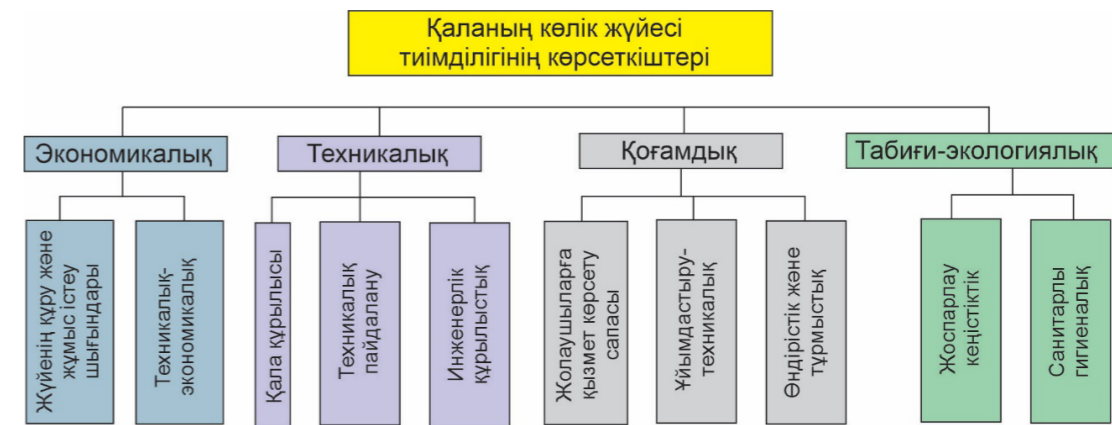 Қаланың көлік жүйесі
тиімділігінің көрсеткіштері
Экономикалық
Техникалық
Қоғамдық
Табиғи-экологиялық
Жүйенің құру және
жұмыс істеу
шығындары
Техникалық-
экономикалық
Қала құрылысы
Техникалық
пайдалану
Инженерлік
құрылыстық
Жолаушыларға
қызмет көрсету
сапасы
Ұйымдастыру-
техникалық
Өндірістік және
тұрмыстық
Жоспарлау
кеңістіктік
Санитарлы
гигиеналық